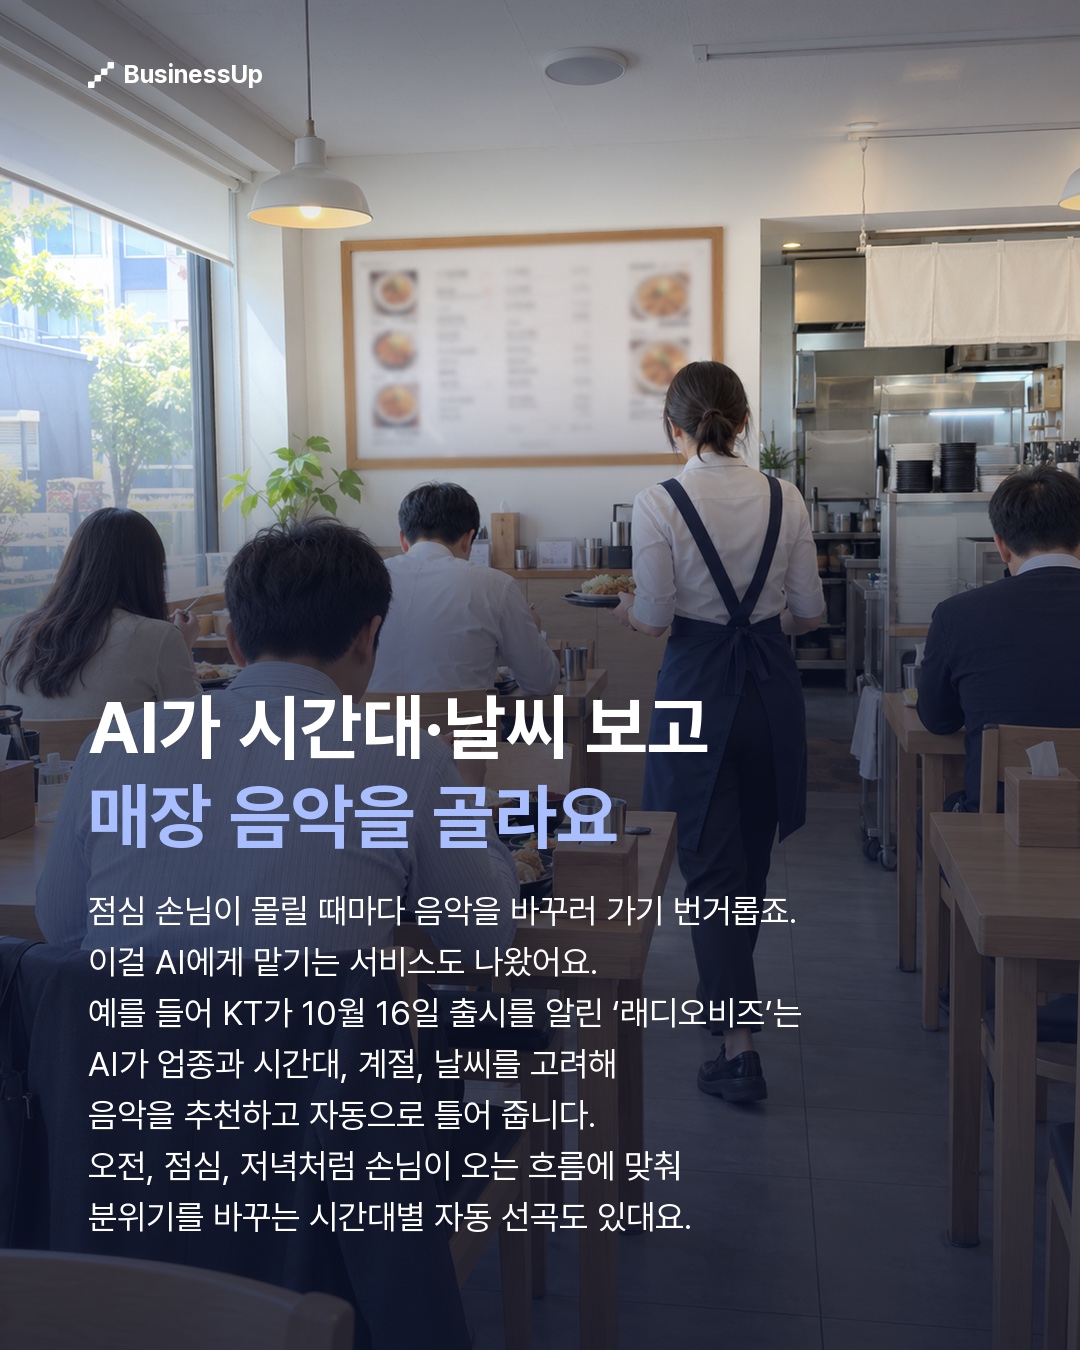 BusinessUp
AI가 시간대·날씨 보고
매장 음악을 골라요
점심 손님이 몰릴 때마다 음악을 바꾸러 가기 번거롭죠.
이걸 AI에게 맡기는 서비스도 나왔어요.
예를 들어 KT가 10월 16일 출시를 알린 ‘래디오비즈’는
AI가 업종과 시간대, 계절, 날씨를 고려해
음악을 추천하고 자동으로 틀어 줍니다.
오전, 점심, 저녁처럼 손님이 오는 흐름에 맞춰
분위기를 바꾸는 시간대별 자동 선곡도 있대요.